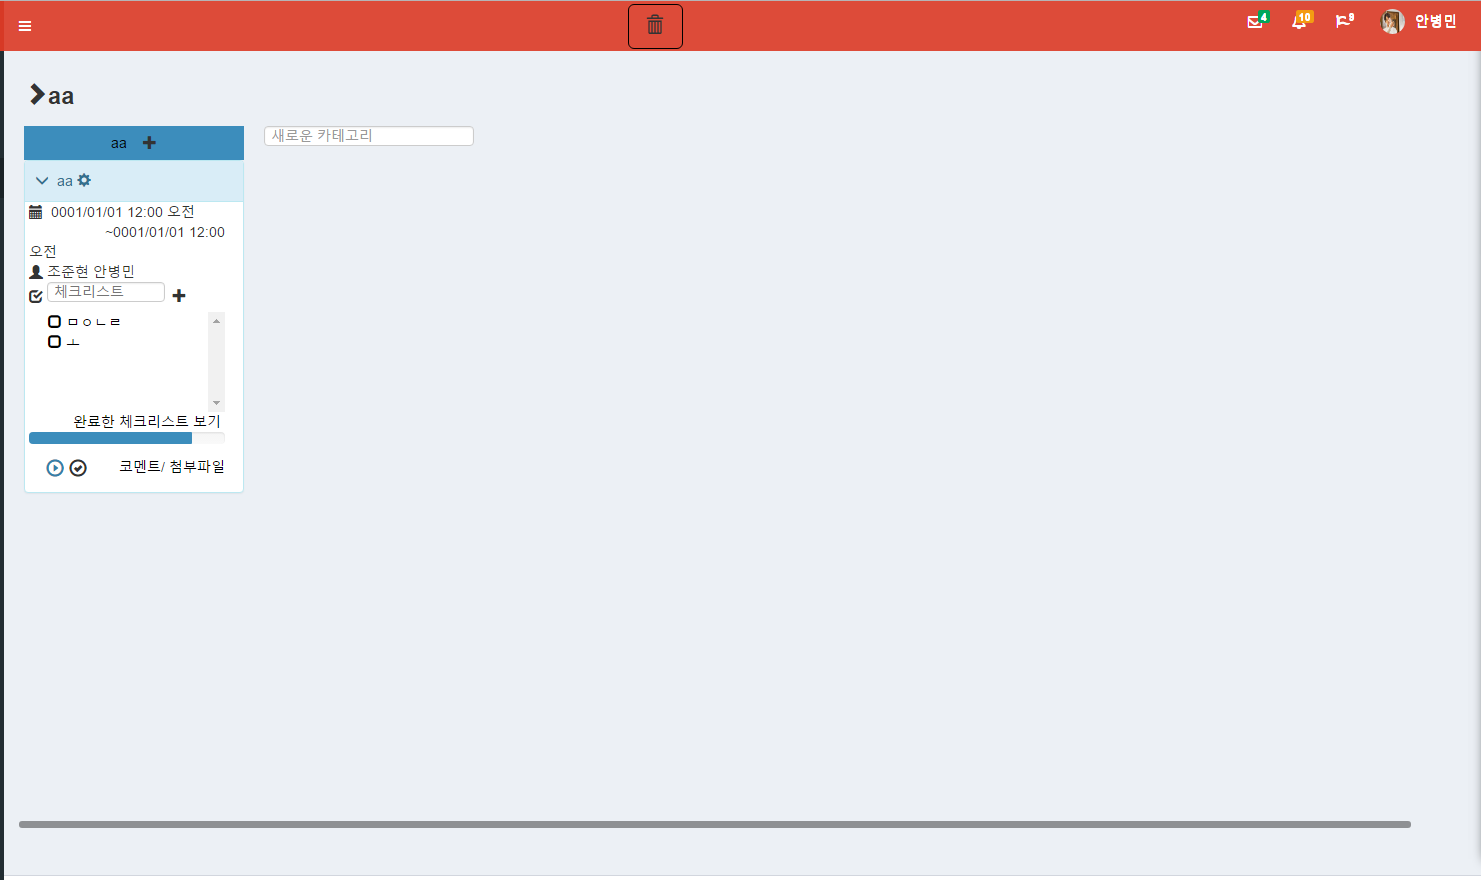 4
10
9
안병민
aa
aa
새로운 카테고리
aa
0001/01/01 12:00 오전
~0001/01/01 12:00
오전
조준현 안병민
체크리스트
ㅁㅇㄴㄹ
ㅗ
완료한 체크리스트 보기
코멘트/ 첨부파일